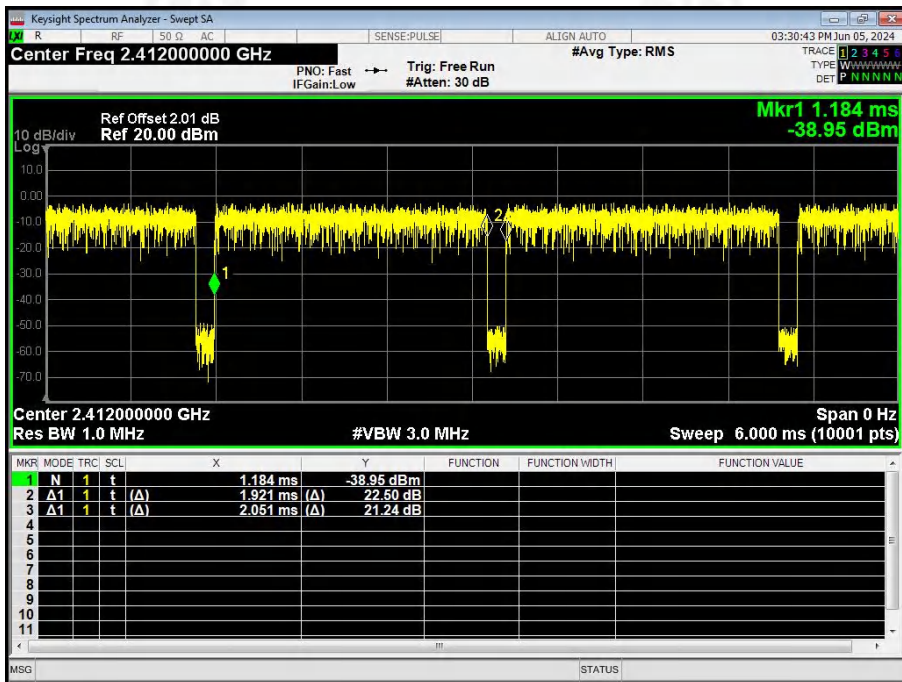 Keysight Spectrum Analyzer - Swept SA
LXI R RF 50 Ω AC SENSE:PULSE ALIGN AUTO 03:30:43 PM Jun 05, 2024
Center Freq 2.412000000 GHz
#Avg Type: RMS
TRACE 1 2 3 4 5 6
PNO: Fast Trig: Free Run
TYPE W WWWWW
IFGain:Low #Atten: 30 dB
DET P N N N N N
Mkr1 1.184 ms
Ref Offset 2.01 dB
10 dB/div Ref 20.00 dBm -38.95 dBm
Log
10.0
0.00
-10.0
2
-20.0
-30.0
1
-40.0
-50.0
-60.0
-70.0
Center 2.412000000 GHz Span 0 Hz
Res BW 1.0 MHz #VBW 3.0 MHz Sweep 6.000 ms (10001 pts)
MKR MODE TRC SCL X Y FUNCTION FUNCTION WIDTH FUNCTION VALUE
1 N 1 t 1.184 ms -38.95 dBm
2 Δ1 1 t (Δ) 1.921 ms (Δ) 22.50 dB
3 Δ1 1 t (Δ) 2.051 ms (Δ) 21.24 dB
4
5
6
7
8
9
10
11
MSG STATUS